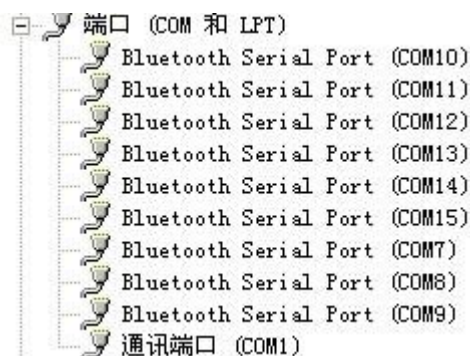 端口 (COM 和 LPT)
Bluetooth Serial Port (COM10)
Bluetooth Serial Port (COM11)
Bluetooth Serial Port (COM12)
Bluetooth Serial Port (COM13)
Bluetooth Serial Port (COM14)
Bluetooth Serial Port (COM15)
Bluetooth Serial Port (COM7)
Bluetooth Serial Port (COM8)
Bluetooth Serial Port (COM9)
通讯端口 (COM1)